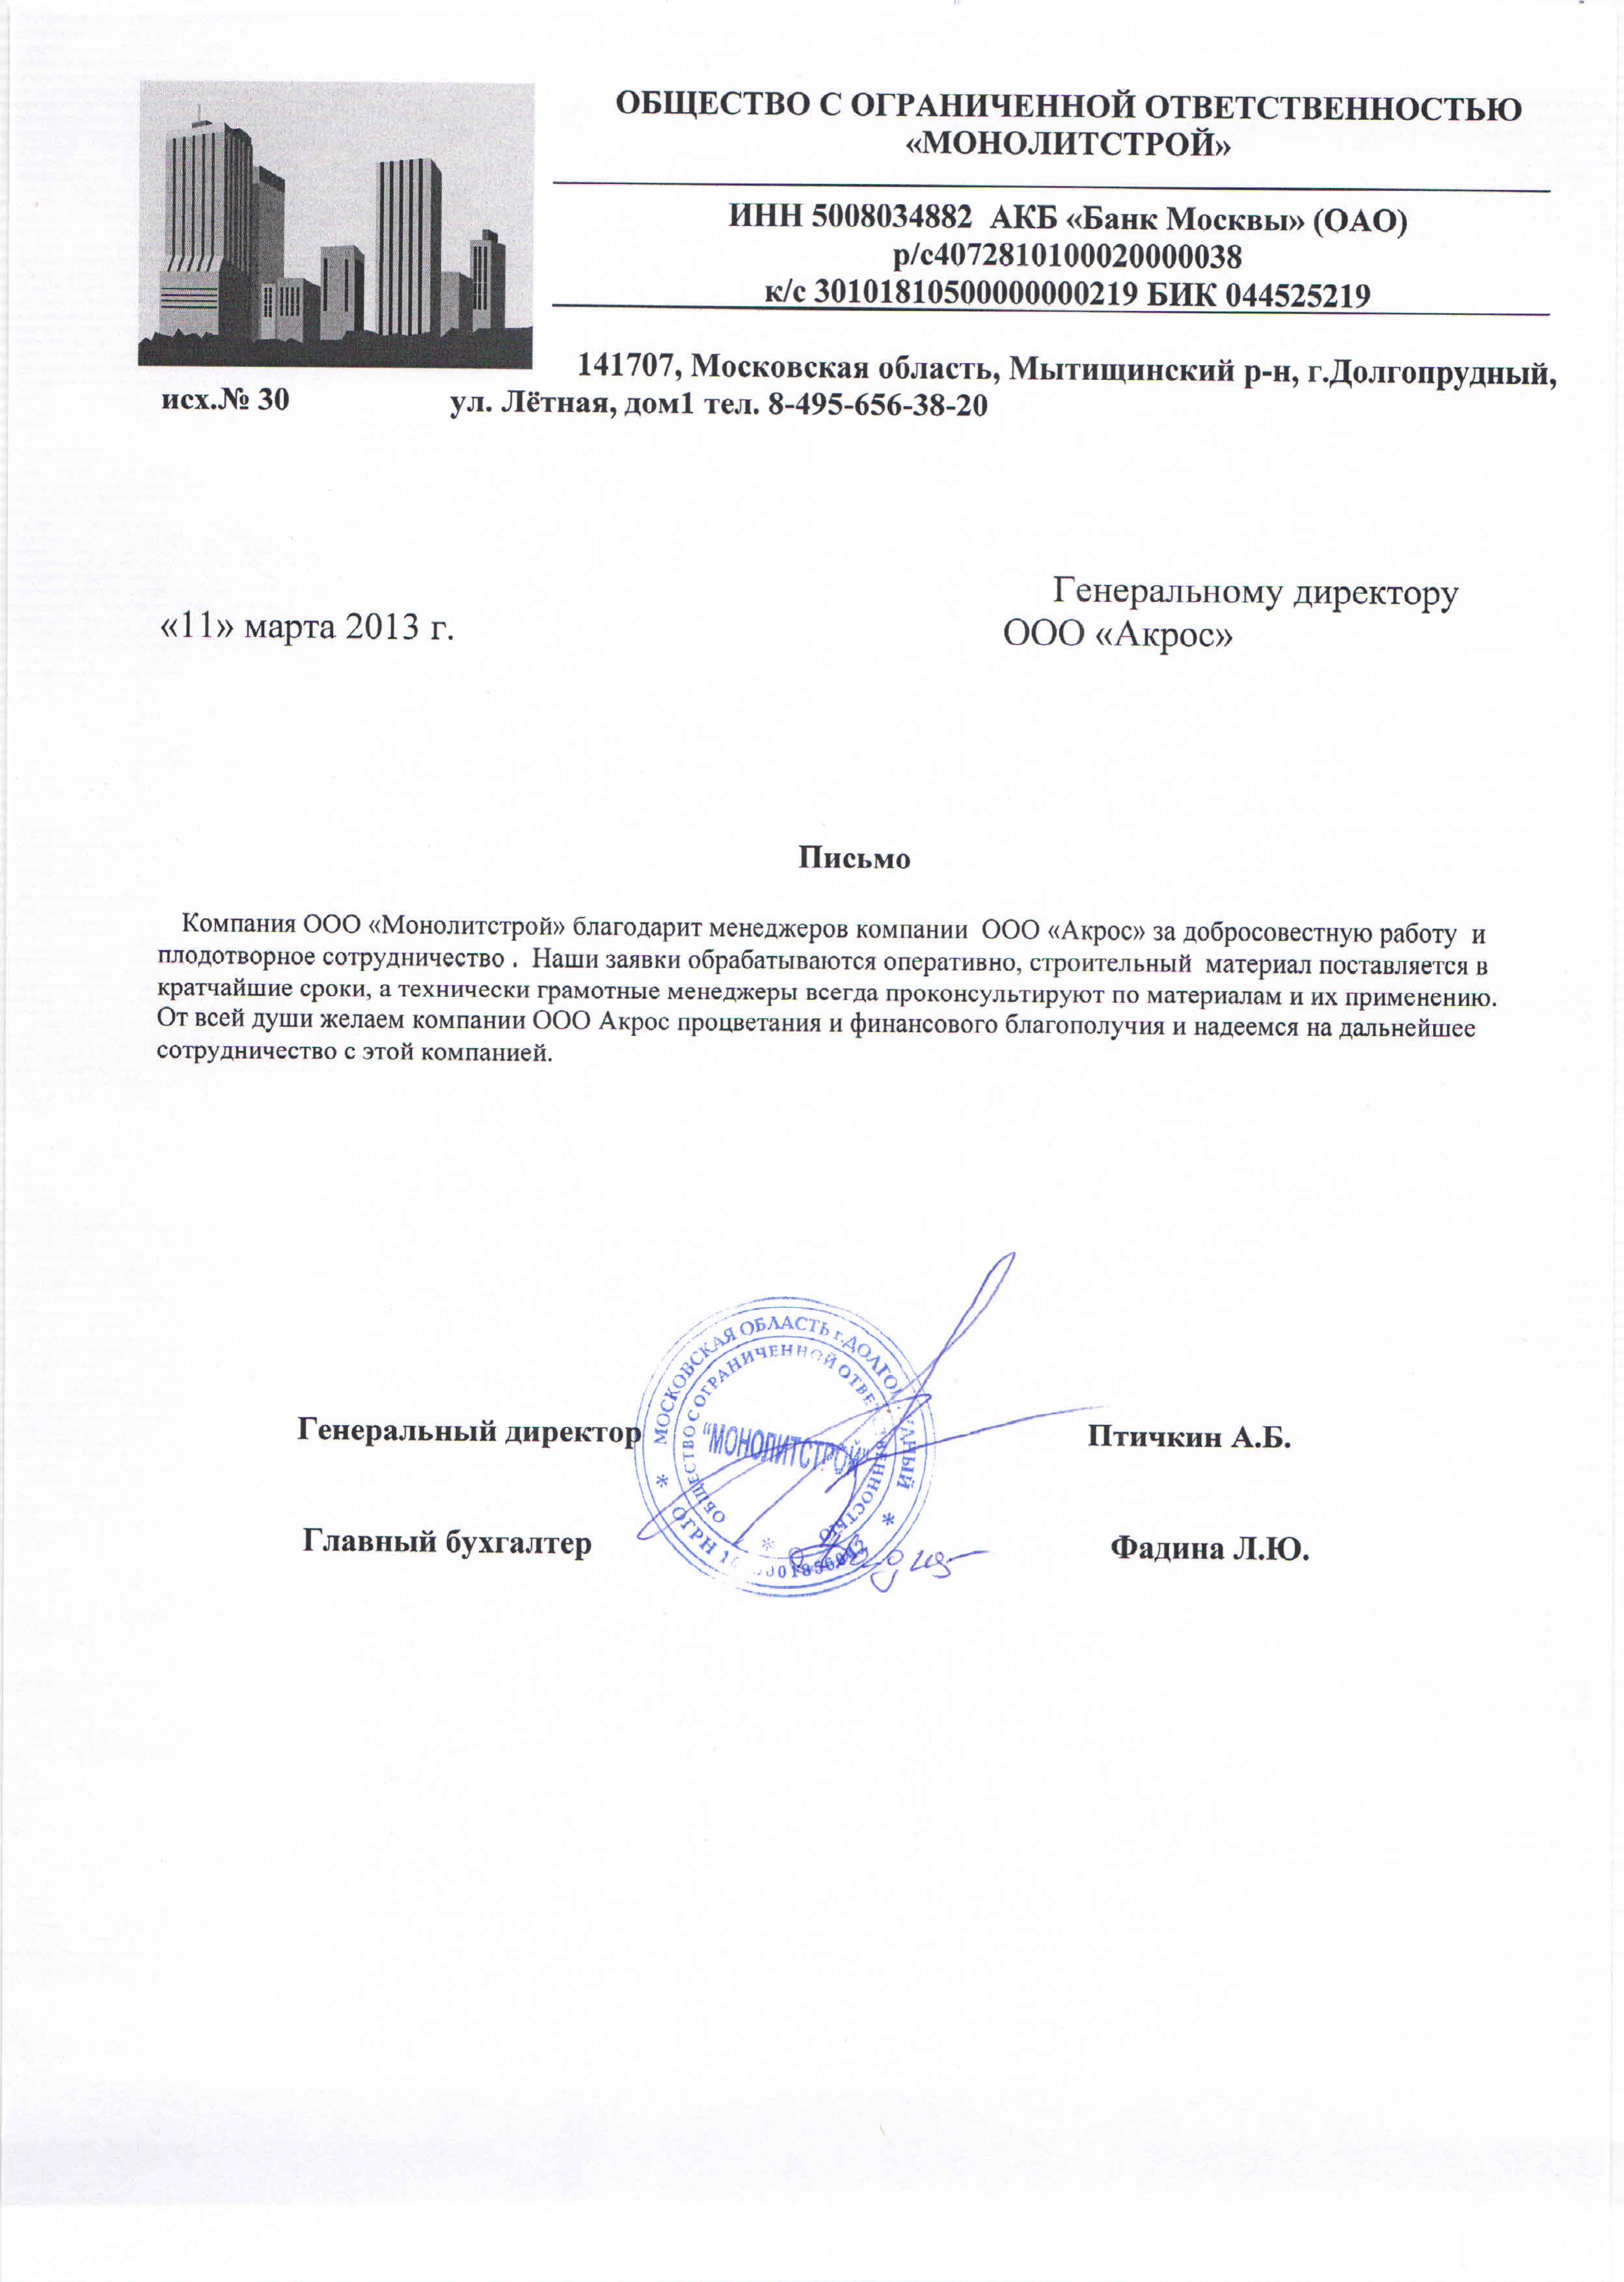 ОБЩЕСТВО С ОГРАНИЧЕННОЙ ОТВЕТСТВЕННОСТЬЮ
«МОНОЛИТСТРОЙ»
ИНН 5008034882 АКБ «Банк Москвы» (ОАО)
р/с4072810100020000038
к/с 30101810500000000219 БИК 044525219
141707, Московская область, Мытищинский р-н, г.Долгопрудный,
исх.№ 30 ул. Лётная, дом1 тел. 8-495-656-38-20
Генеральному директору
«11» марта 2013 г. ООО «Акрос»
Письмо
Компания ООО «Монолитстрой» благодарит менеджеров компании ООО «Акрос» за добросовестную работу и
плодотворное сотрудничество . Наши заявки обрабатываются оперативно, строительный материал поставляется в
кратчайшие сроки, а технически грамотные менеджеры всегда проконсультируют по материалам и их применению.
От всей души желаем компании ООО Акрос процветания и финансового благополучия и надеемся на дальнейшее
сотрудничество с этой компанией.
Генеральный директор Птичкин А.Б.
Главный бухгалтер Фадина Л.Ю.
МОСКОВСКАЯ ОБЛАСТЬ г.
ОБЩЕСТВО С ОГРАНИЧЕННОЙ
"МОНОЛИТСТРОЙ"
ОГРН